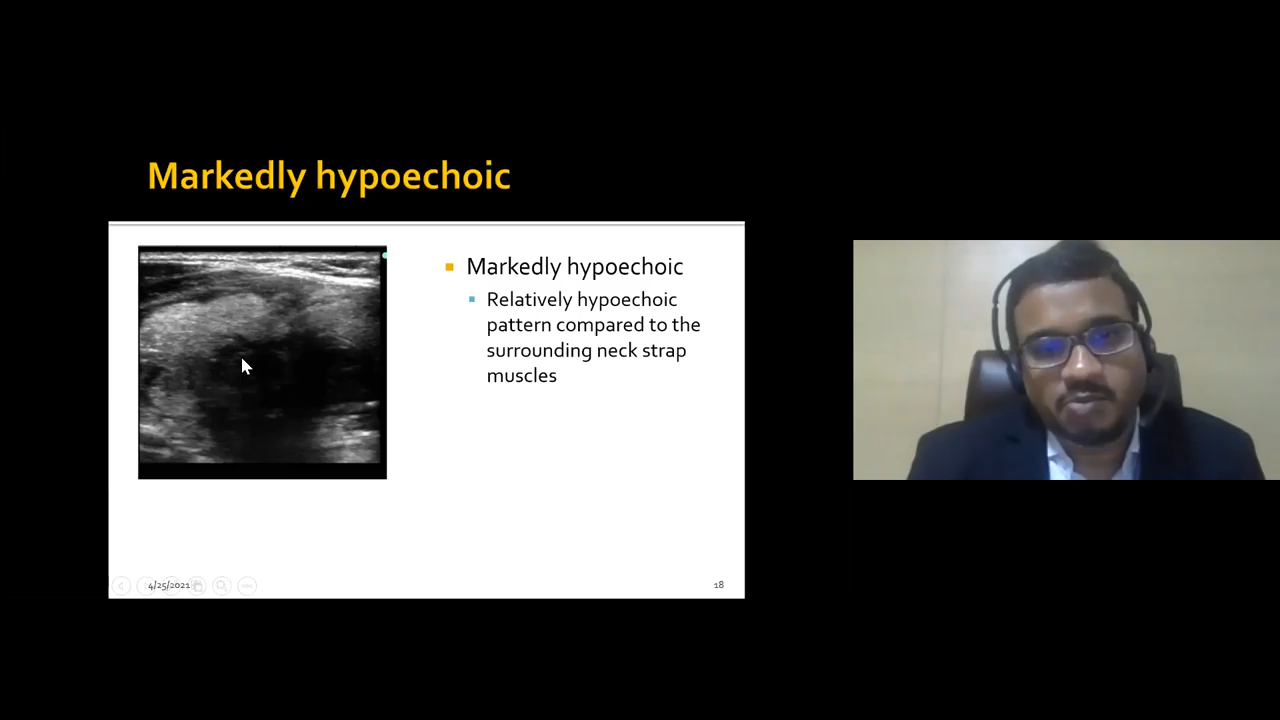 Markedly hypoechoic
Markedly hypoechoic
Relatively hypoechoic
pattern compared to the
surrounding neck strap
muscles
4/25/2021
18